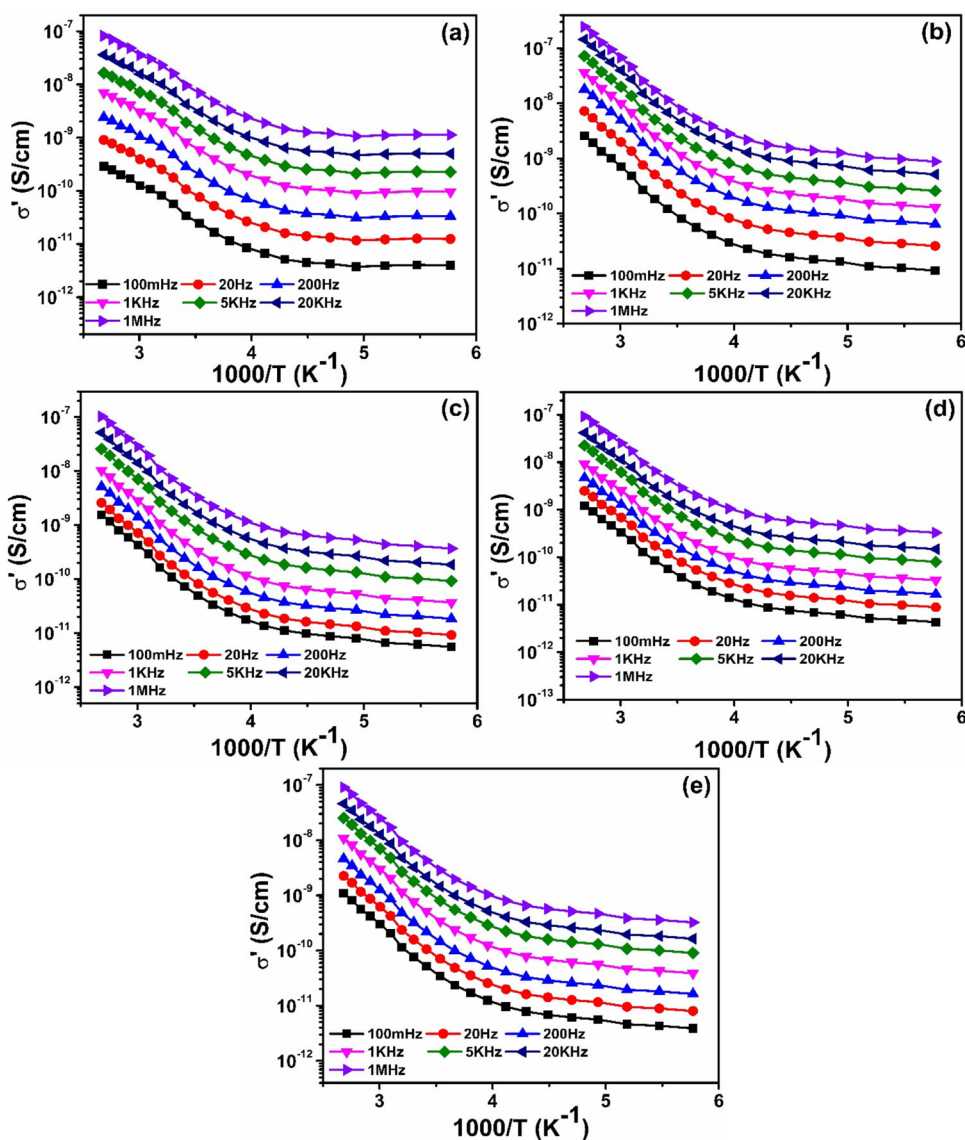 (a)
10⁻⁷
10⁻⁸
10⁻⁹
10⁻¹⁰
10⁻¹¹
10⁻¹²
σ' (S/cm)
100mHz 20Hz 200Hz
1KHz 5KHz 20KHz
1MHz
3 4 5 6
1000/T (K⁻¹)
(b)
10⁻⁷
10⁻⁸
10⁻⁹
10⁻¹⁰
10⁻¹¹
10⁻¹²
σ' (S/cm)
100mHz 20Hz 200Hz
1KHz 5KHz 20KHz
1MHz
3 4 5 6
1000/T (K⁻¹)
(c)
10⁻⁷
10⁻⁸
10⁻⁹
10⁻¹⁰
10⁻¹¹
10⁻¹²
σ' (S/cm)
100mHz 20Hz 200Hz
1KHz 5KHz 20KHz
1MHz
3 4 5 6
1000/T (K⁻¹)
(d)
10⁻⁷
10⁻⁸
10⁻⁹
10⁻¹⁰
10⁻¹¹
10⁻¹²
10⁻¹³
σ' (S/cm)
100mHz 20Hz 200Hz
1KHz 5KHz 20KHz
1MHz
3 4 5 6
1000/T (K⁻¹)
(e)
10⁻⁷
10⁻⁸
10⁻⁹
10⁻¹⁰
10⁻¹¹
10⁻¹²
σ' (S/cm)
100mHz 20Hz 200Hz
1KHz 5KHz 20KHz
1MHz
3 4 5 6
1000/T (K⁻¹)